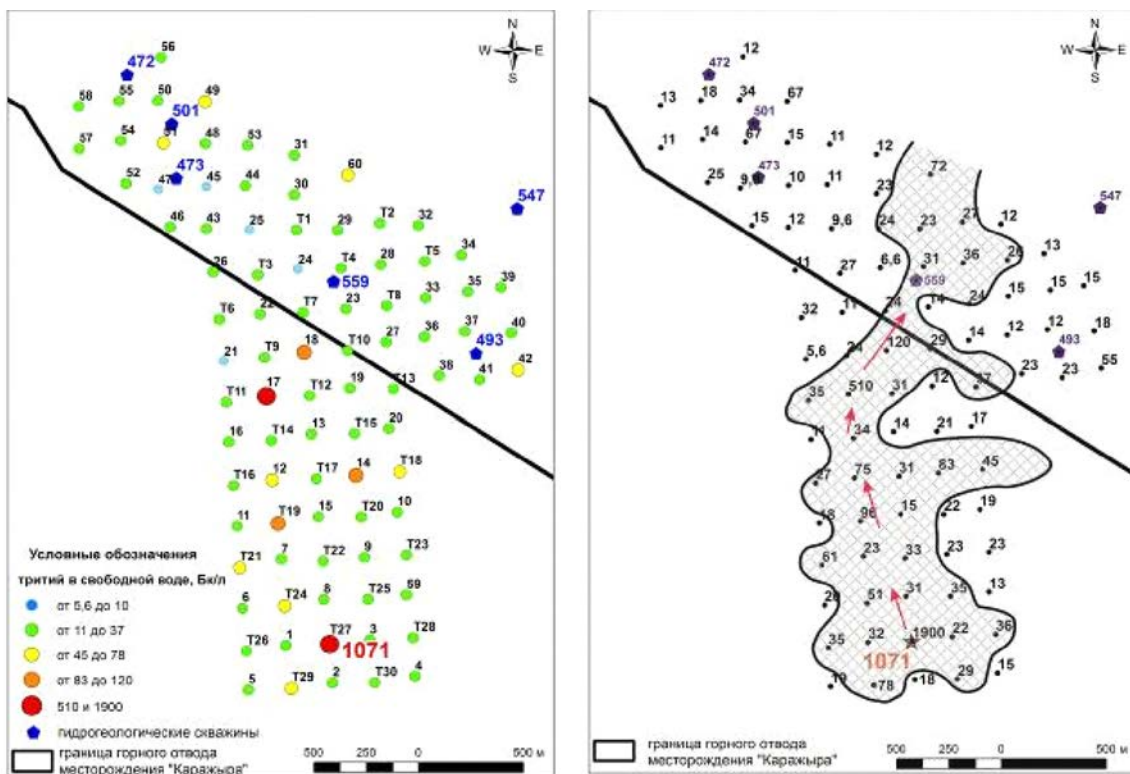 N
W E
S
56
472
58 55 50 49
501
57 54 51 48 53 31
473
60
52 47 45 44 30
547
46 43 25 T1 29 T2 32
26 T3 24 T4 28 T5 34
559
T6 22 T7 23 T8 33 35 39
21 T9 18 T10 27 36 37 40
493
T11 17 T12 19 T13 38 41 42
16 T14 13 T15 20
T16 12 T17 14 T18
11 T19 15 T20 10
T21 7 T22 9 T23
6 T24 8 T25 59
T26 1 T27 3 T28
1071
5 T29 2 T30 4
Условные обозначения
тритий в свободной воде, Бк/л
от 5,6 до 10
от 11 до 37
от 45 до 78
от 83 до 120
510 и 1900
гидрогеологические скважины
граница горного отвода
месторождения "Каражыра"
500 250 0 500 м
N
W E
S
12
472
13 18 34 67
501
11 14 67 15 11 12
473
72
25 10 11 23
547
15 12 9,6 24 23 27 12
11 27 6,6 31 36 26 13
559
32 11 24 14 24 15 15 15
5,6 24 120 29 14 12 12 18
493
35 510 31 12 37 23 23 55
11 34 14 21 17
27 75 31 83 45
18 96 15 22 19
61 23 33 23 23
51 31 35 13
35 32 1900 22 36
1071
19 78 18 29 15
граница горного отвода
месторождения "Каражыра"
500 250 0 500 м